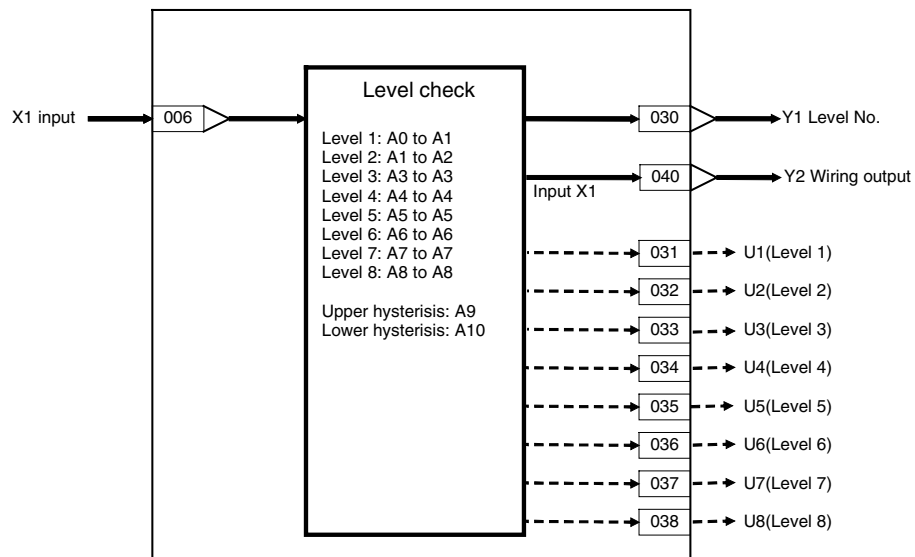 Level check
X1 input
006
030
Y1 Level No.
Level 1: A0 to A1
Level 2: A1 to A2
Level 3: A3 to A3
Level 4: A4 to A4
Level 5: A5 to A5
Level 6: A6 to A6
Level 7: A7 to A7
Level 8: A8 to A8
Upper hysterisis: A9
Lower hysterisis: A10
Input X1
040
Y2 Wiring output
031
U1(Level 1)
032
U2(Level 2)
033
U3(Level 3)
034
U4(Level 4)
035
U5(Level 5)
036
U6(Level 6)
037
U7(Level 7)
038
U8(Level 8)